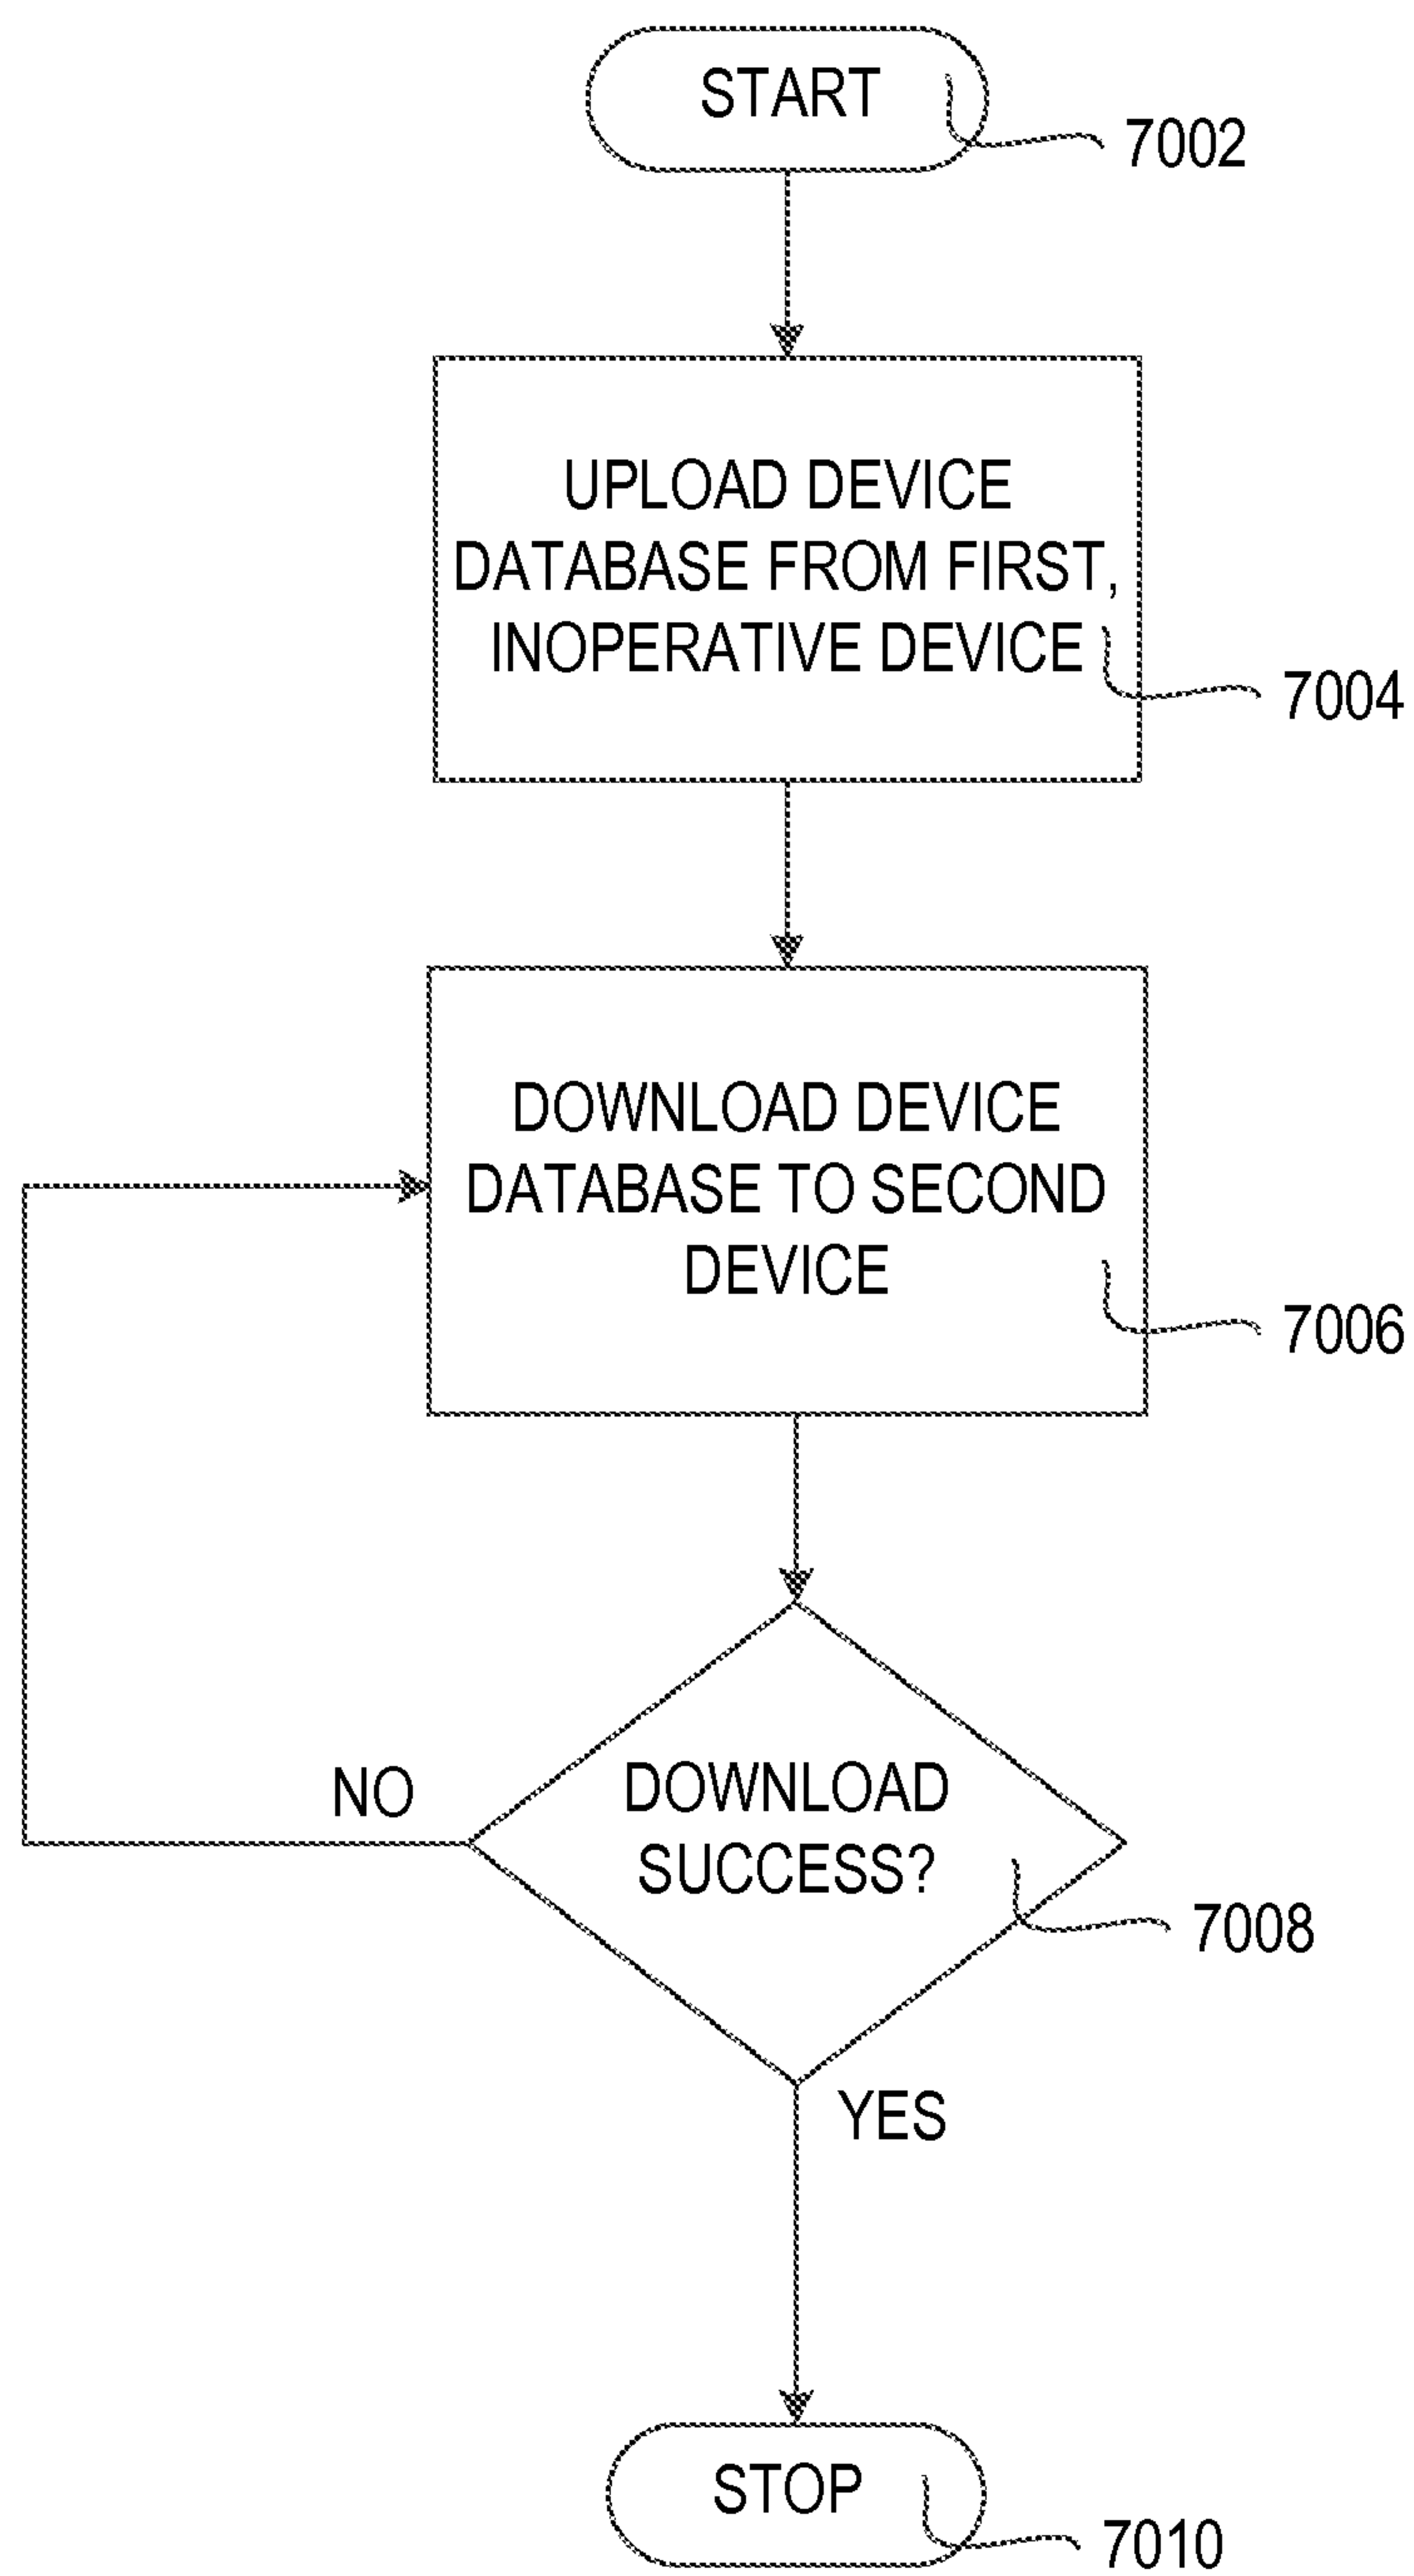 START
7002
UPLOAD DEVICE
DATABASE FROM FIRST,
INOPERATIVE DEVICE
7004
DOWNLOAD DEVICE
DATABASE TO SECOND
DEVICE
7006
NO
DOWNLOAD
SUCCESS?
7008
YES
STOP
7010